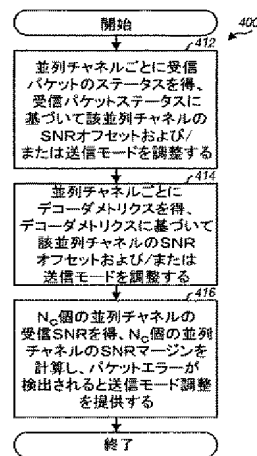 開始
400
412
並列チャネルごとに受信
パケットのステータスを得、
受信パケットステータスに
基づいて該並列チャネルの
SNRオフセットおよび/
または送信モードを調整する
414
並列チャネルごとに
デコーダメトリクスを得、
デコーダメトリクスに基づいて
該並列チャネルのSNR
オフセットおよび/または
送信モードを調整する
416
NC個の並列チャネルの
受信SNRを得、NC個の並列
チャネルのSNRマージンを
計算し、パケットエラーが
検出されると送信モード調整
を提供する
終了